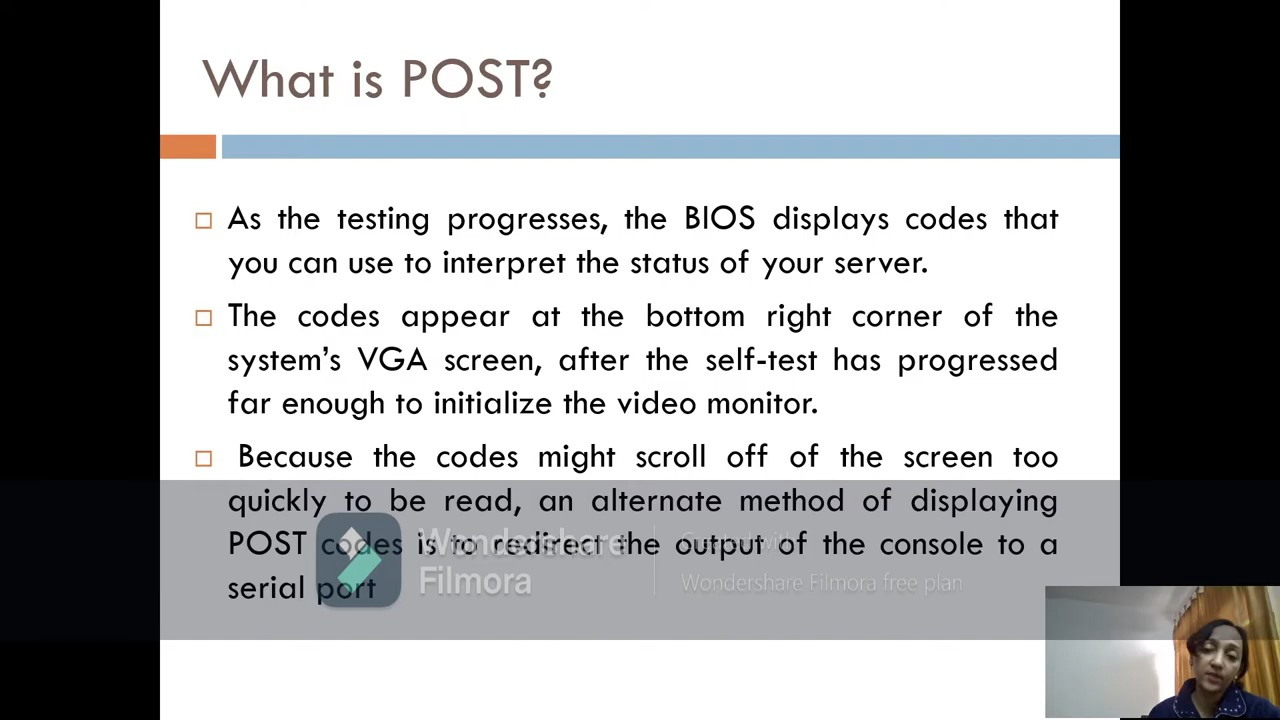 What is POST?
As the testing progresses, the BIOS displays codes that
you can use to interpret the status of your server.
The codes appear at the bottom right corner of the
system's VGA screen, after the self-test has progressed
far enough to initialize the video monitor.
Because the codes might scroll off of the screen too
quickly to be read, an alternate method of displaying
POST codes is to redirect the output of the console to a
serial port
Wondershare
Filmora
Created with
Wondershare Filmora free plan